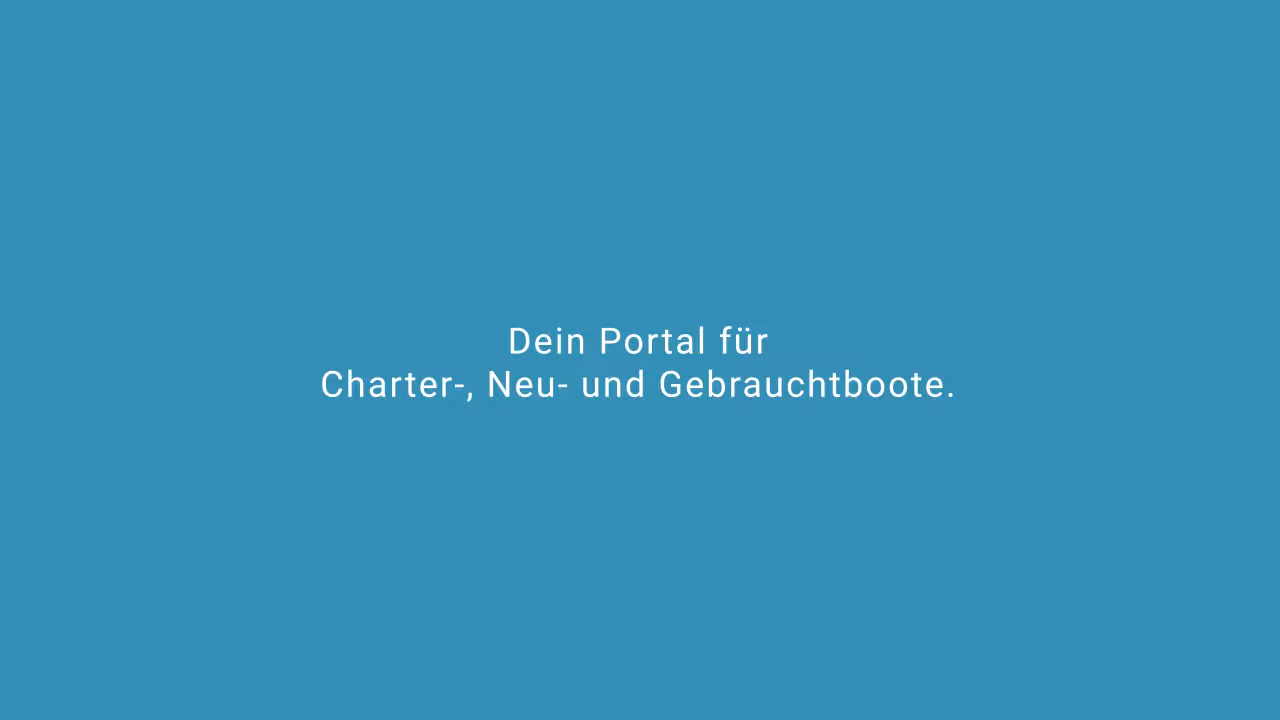 Dein Portal für
Charter-, Neu- und Gebrauchtboote.